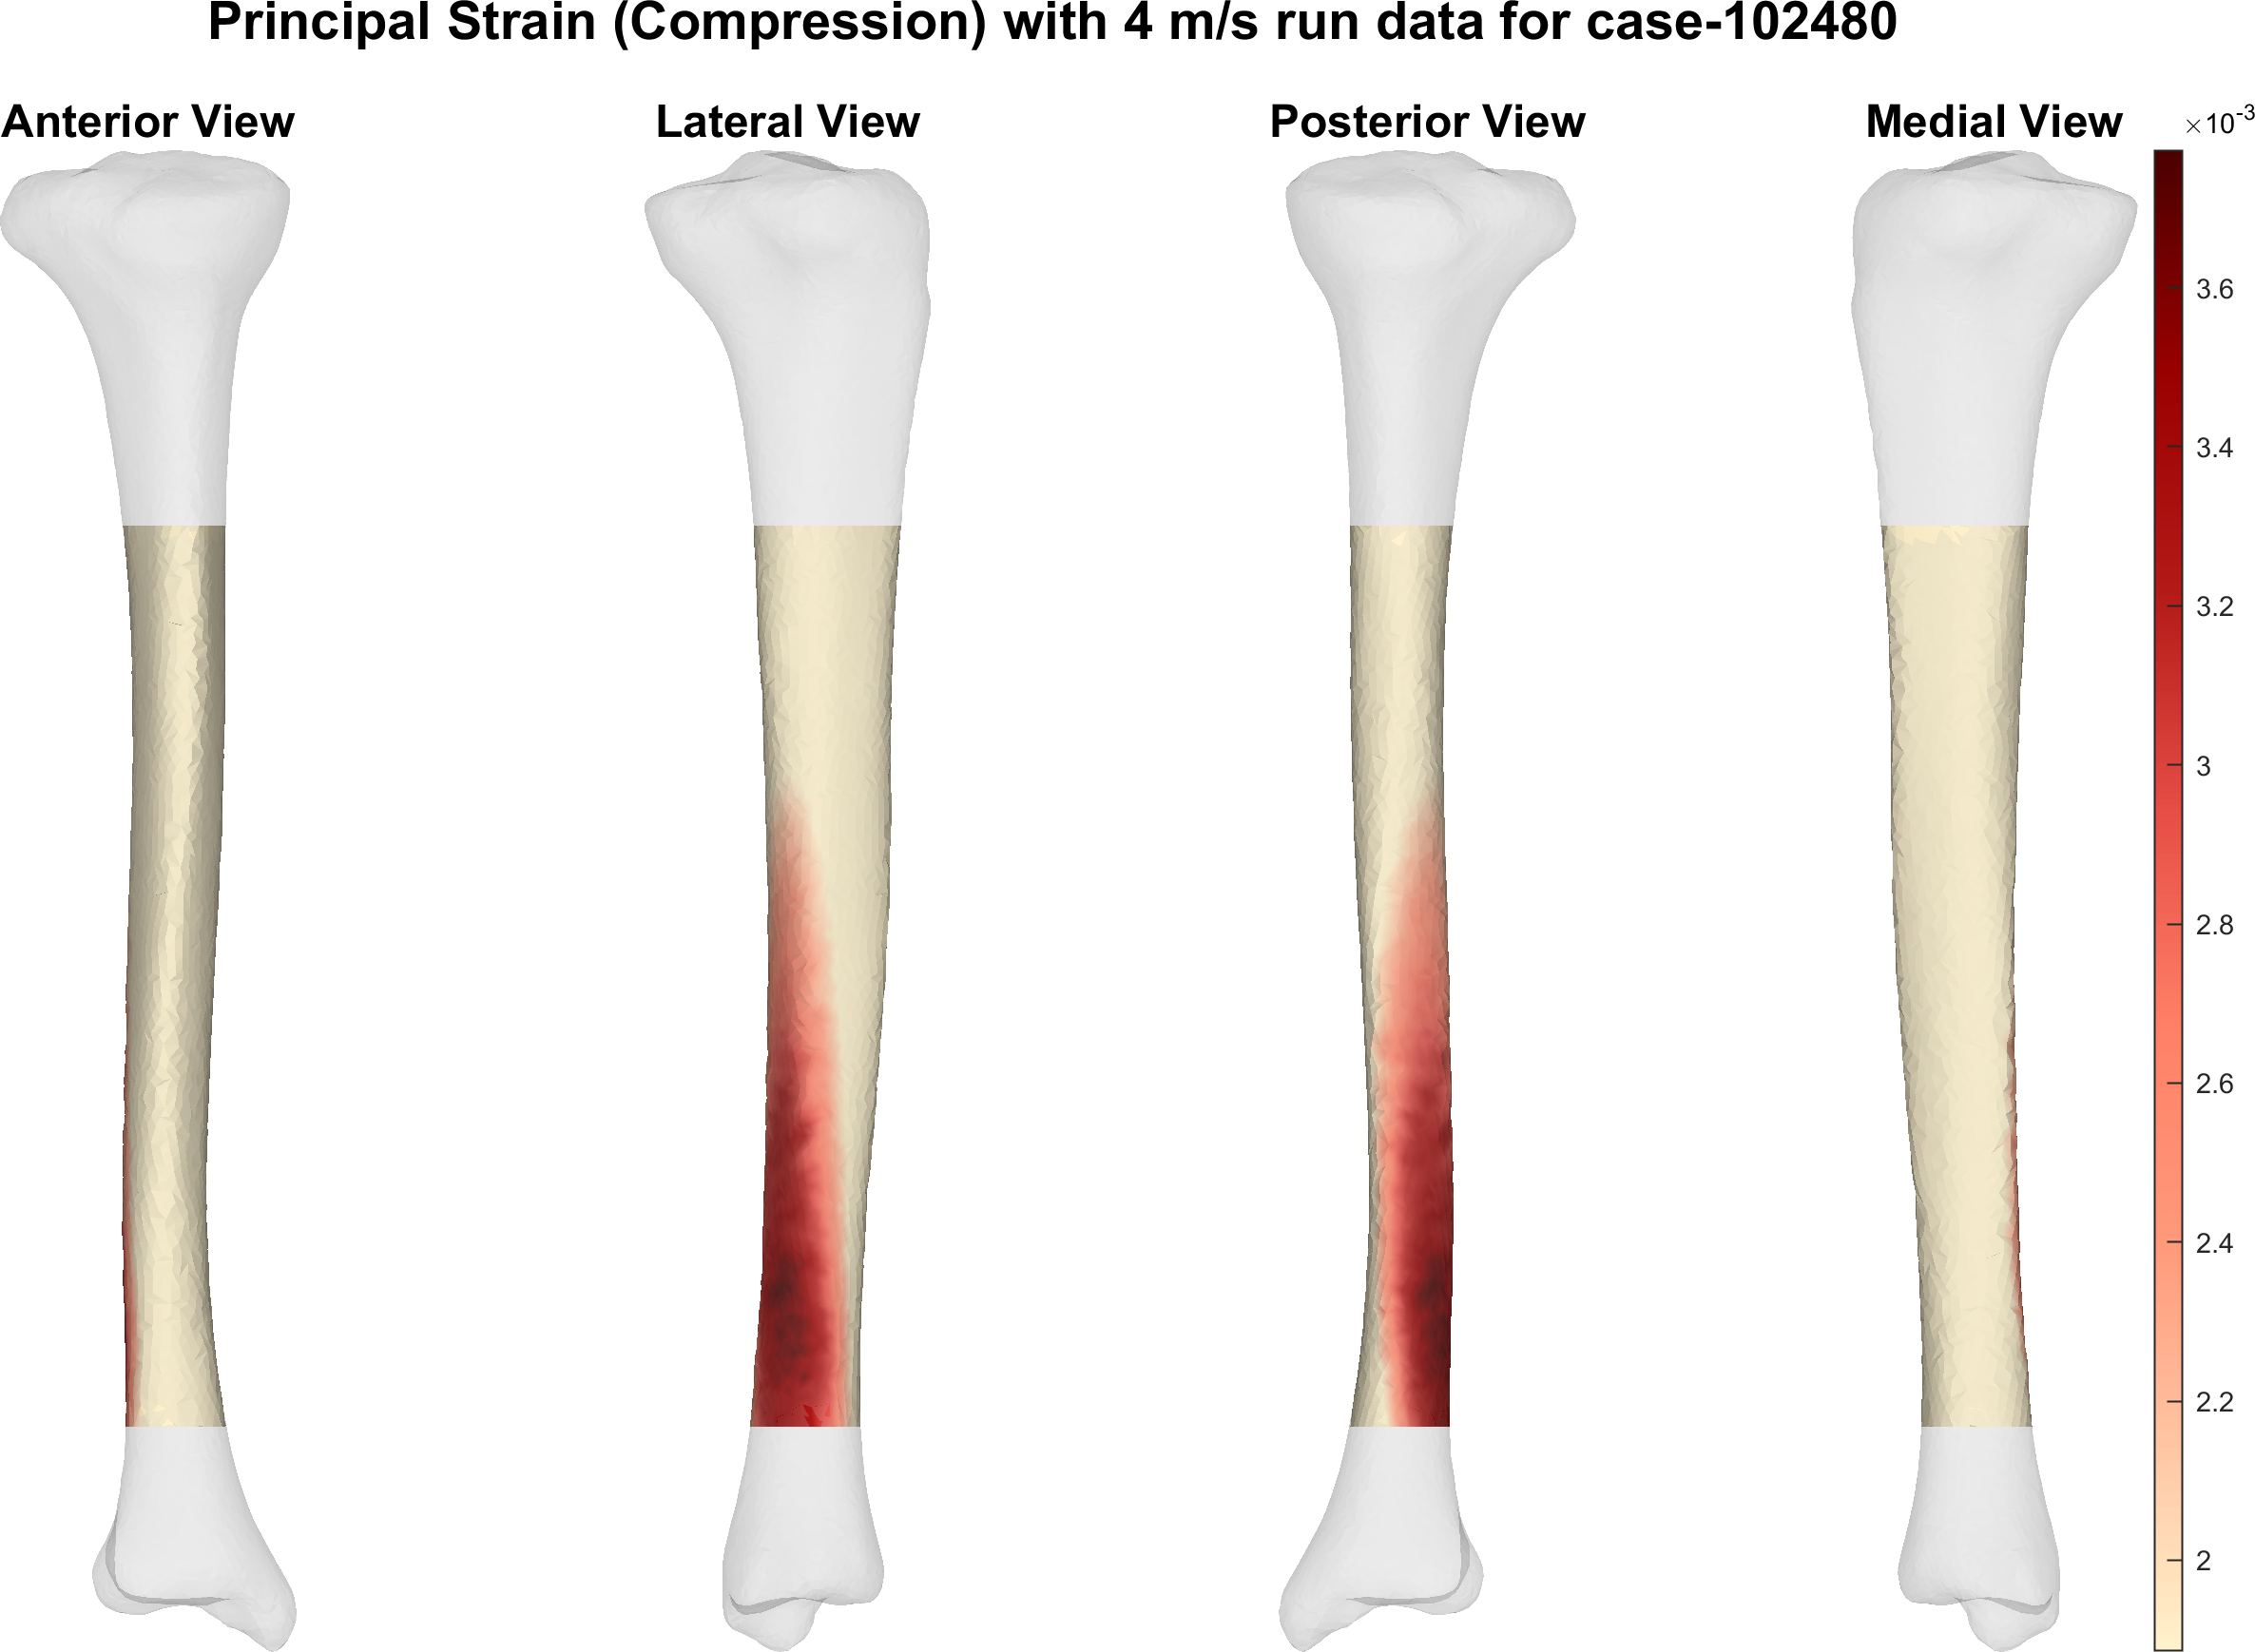 Principal Strain (Compression) with 4 m/s run data for case-102480
Anterior View
Lateral View
Posterior View
Medial View
×10-3
3.6
3.4
3.2
3
2.8
2.6
2.4
2.2
2